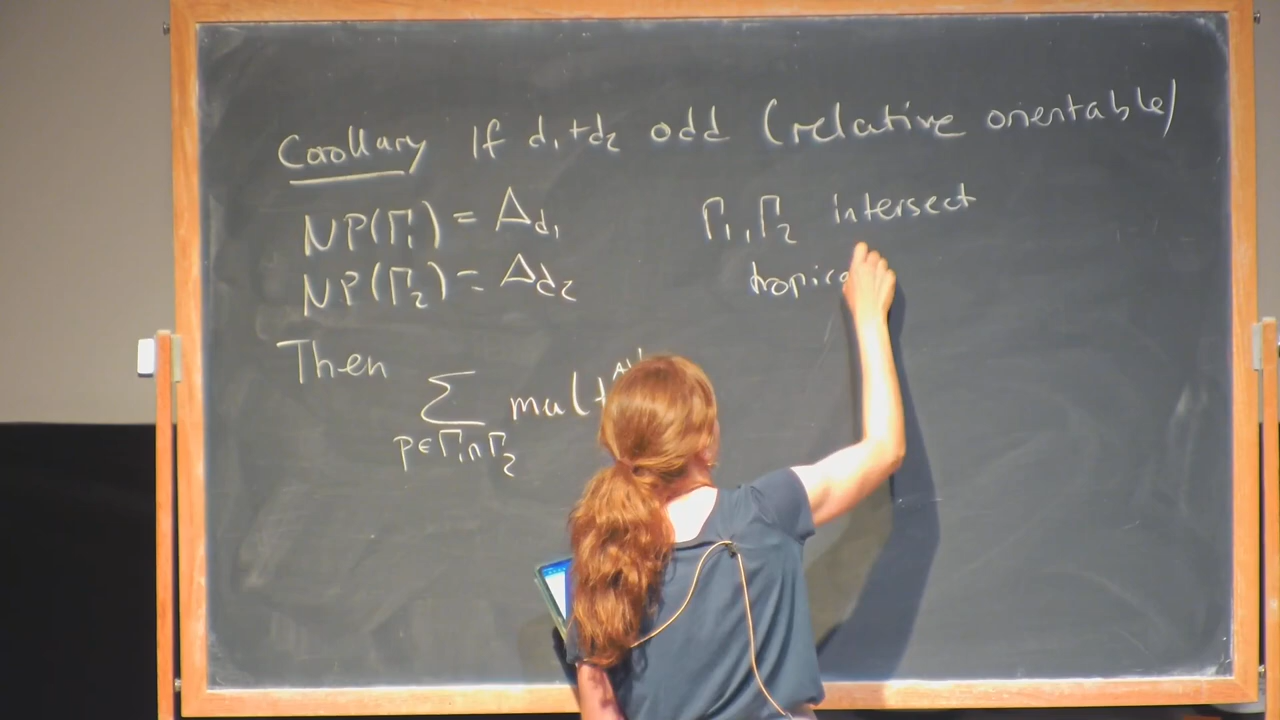 Corollary If d₁+d₂ odd (relative orientable)
NP(Γ₁) = Δd₁ Γ₁,Γ₂ intersect
NP(Γ₂) = Δd₂ tropica
Then
Σ mult
p∈Γ₁∩Γ₂